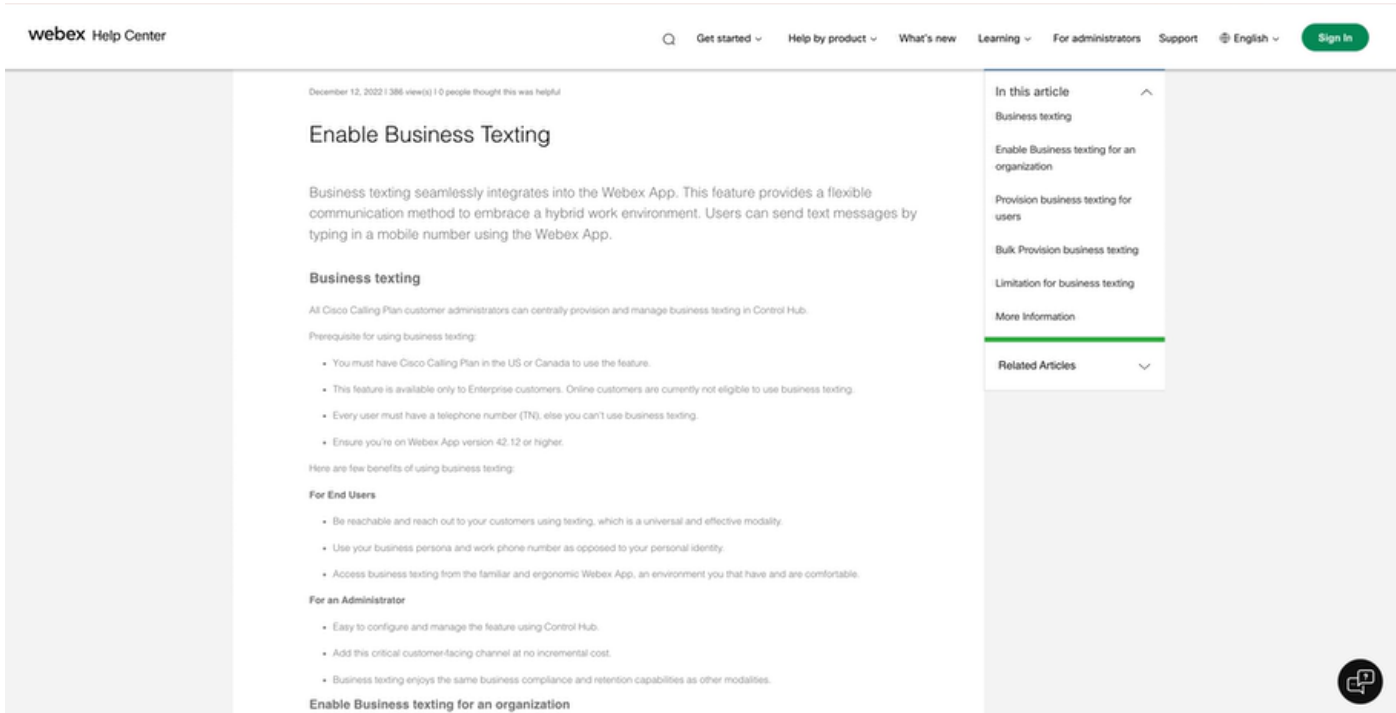 webex Help Center
Get started
Help by product
What's new
Learning
For administrators
Support
English
Sign In
December 12, 2022 | 386 view(s) | 0 people thought this was helpful
Enable Business Texting
Business texting seamlessly integrates into the Webex App. This feature provides a flexible
communication method to embrace a hybrid work environment. Users can send text messages by
typing in a mobile number using the Webex App.
Business texting
All Cisco Calling Plan customer administrators can centrally provision and manage business texting in Control Hub.
Prerequisite for using business texting:
• You must have Cisco Calling Plan in the US or Canada to use the feature.
• This feature is available only to Enterprise customers. Online customers are currently not eligible to use business texting.
• Every user must have a telephone number (TN), else you can't use business texting.
• Ensure you're on Webex App version 42.12 or higher.
Here are few benefits of using business texting:
For End Users
• Be reachable and reach out to your customers using texting, which is a universal and effective modality.
• Use your business persona and work phone number as opposed to your personal identity.
• Access business texting from the familiar and ergonomic Webex App, an environment you that have and are comfortable.
For an Administrator
• Easy to configure and manage the feature using Control Hub.
• Add this critical customer-facing channel at no incremental cost.
• Business texting enjoys the same business compliance and retention capabilities as other modalities.
Enable Business texting for an organization
In this article
Business texting
Enable Business texting for an
organization
Provision business texting for
users
Bulk Provision business texting
Limitation for business texting
More Information
Related Articles